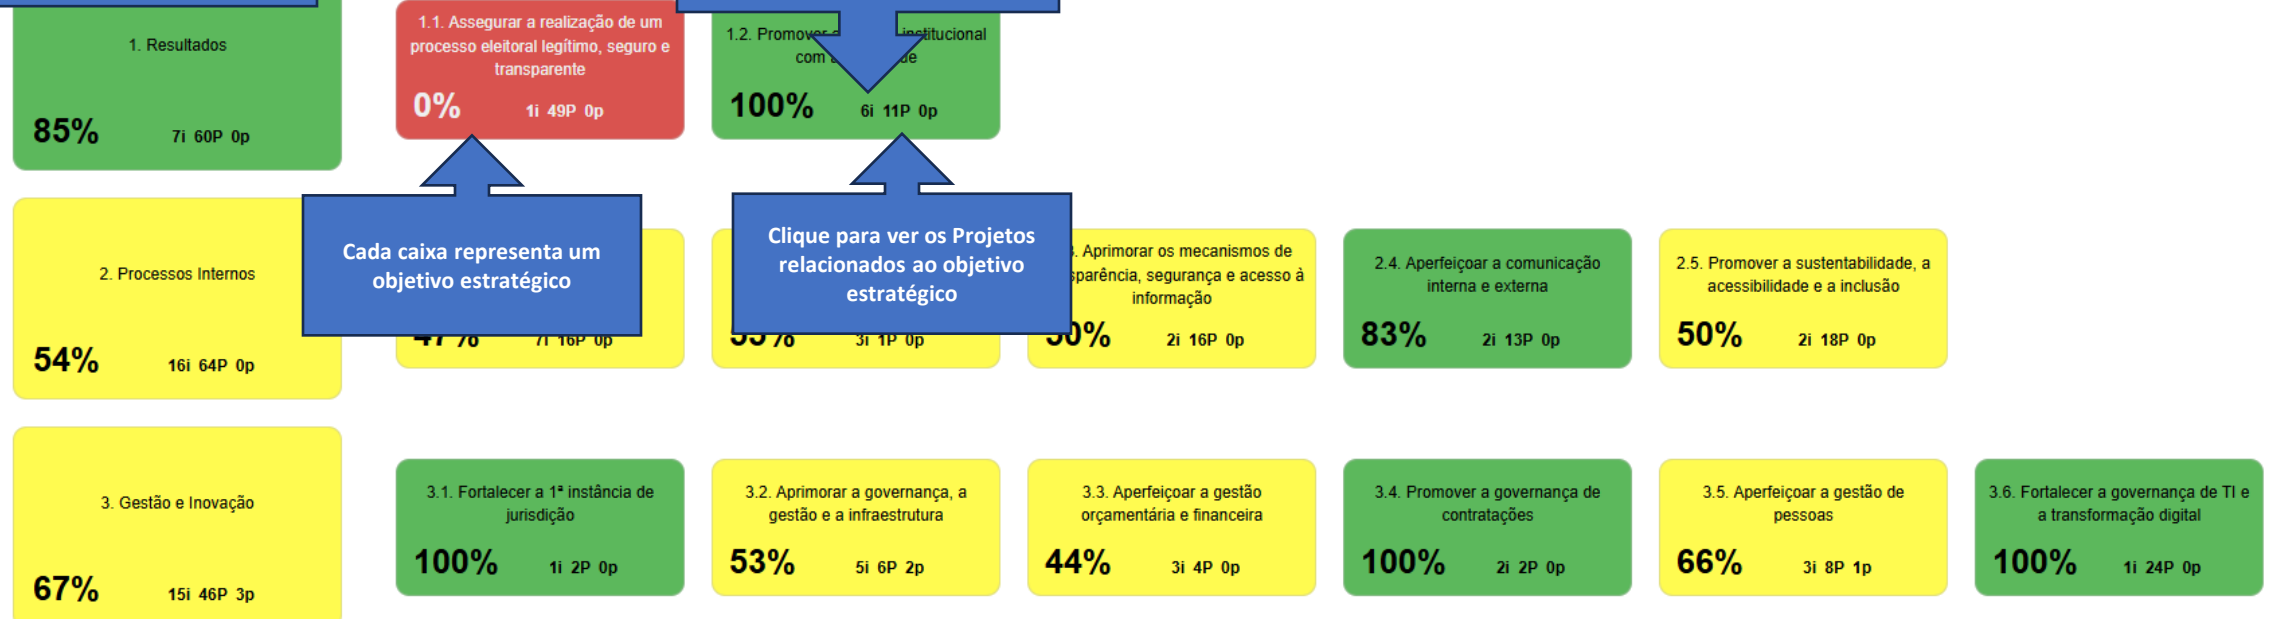 1. Resultados
85%
7i 60P 0p
1.1. Assegurar a realização de um
processo eleitoral legítimo, seguro e
transparente
0%
1i 49P 0p
1.2. Promover institucional
com
100%
6i 11P 0p
Cada caixa representa um
objetivo estratégico
Clique para ver os Projetos
relacionados ao objetivo
estratégico
2. Processos Internos
54%
16i 64P 0p
47%
7i 16P 0p
3i 1P 0p
Aprimorar os mecanismos de
segurança e acesso à
informação
2i 16P 0p
2.4. Aperfeiçoar a comunicação
interna e externa
83%
2i 13P 0p
2.5. Promover a sustentabilidade, a
acessibilidade e a inclusão
50%
2i 18P 0p
3. Gestão e Inovação
67%
15i 46P 3p
3.1. Fortalecer a 1ª instância de
jurisdição
100%
1i 2P 0p
3.2. Aprimorar a governança, a
gestão e a infraestrutura
53%
5i 6P 2p
3.3. Aperfeiçoar a gestão
orçamentária e financeira
44%
3i 4P 0p
3.4. Promover a governança de
contratações
100%
2i 2P 0p
3.5. Aperfeiçoar a gestão de
pessoas
66%
3i 8P 1p
3.6. Fortalecer a governança de TI e
a transformação digital
100%
1i 24P 0p